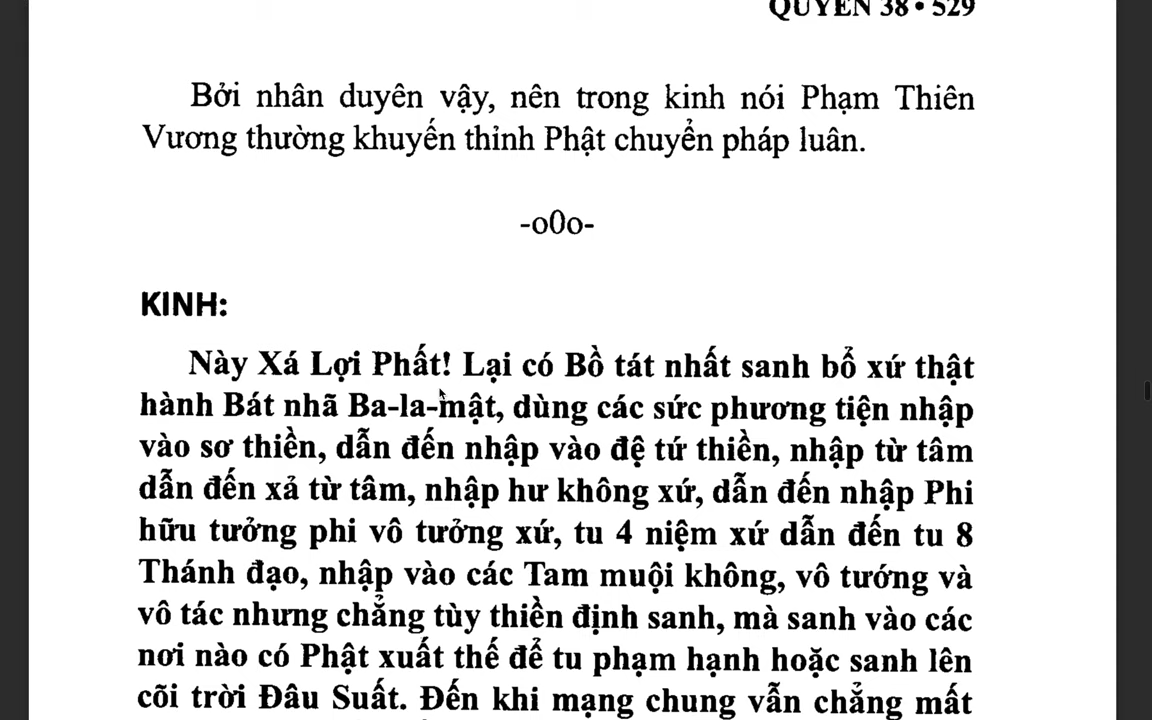 QUYỂN 38 • 529
Bởi nhân duyên vậy, nên trong kinh nói Phạm Thiên
Vương thường khuyến thỉnh Phật chuyển pháp luân.
-o0o-
KINH:
Này Xá Lợi Phất! Lại có Bồ tát nhất sanh bổ xứ thật
hành Bát nhã Ba-la-mật, dùng các sức phương tiện nhập
vào sơ thiền, dẫn đến nhập vào đệ tứ thiền, nhập từ tâm
dẫn đến xả từ tâm, nhập hư không xứ, dẫn đến nhập Phi
hữu tưởng phi vô tưởng xứ, tu 4 niệm xứ dẫn đến tu 8
Thánh đạo, nhập vào các Tam muội không, vô tướng và
vô tác nhưng chẳng tùy thiền định sanh, mà sanh vào các
nơi nào có Phật xuất thế để tu phạm hạnh hoặc sanh lên
cõi trời Đâu Suất. Đến khi mạng chung vẫn chẳng mất